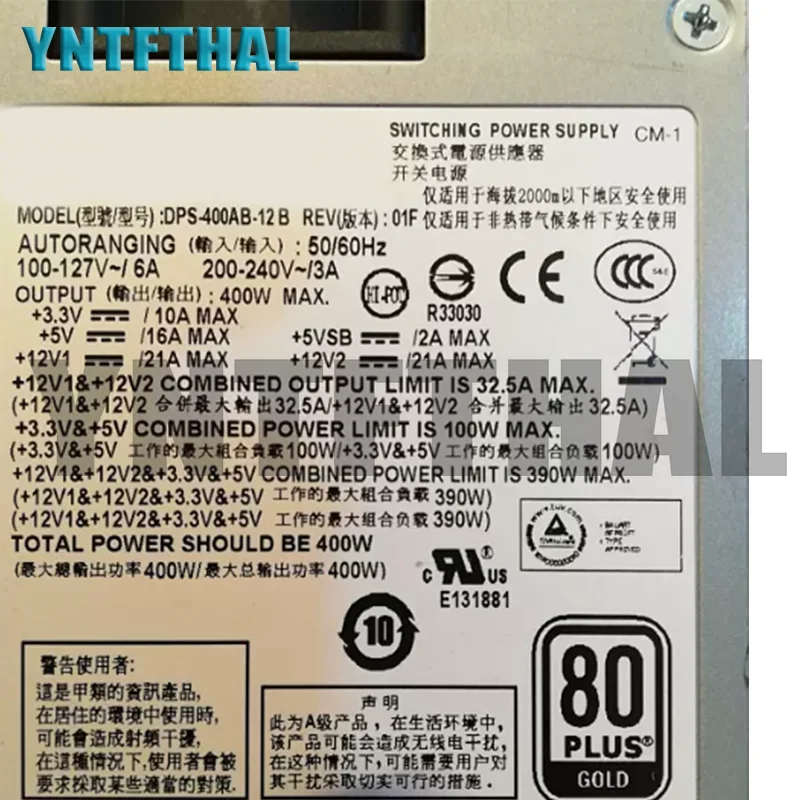 YNTFTHAL
SWITCHING POWER SUPPLY CM-1
交換式電源供應器
开关电源
仅适用于海拔2000m以下地区安全使用
MODEL(型號/型号) :DPS-400AB-12 B REV(版本) : 01F 仅适用于非热带气候条件下安全使用
AUTORANGING (輸入/输入) : 50/60Hz
100-127V~/ 6A 200-240V~/3A
OUTPUT (輸出/输出) : 400W MAX.
HI-POT
R33030
CE
CCC
S&E
+3.3V ⎓ / 10A MAX
+5V ⎓ /16A MAX +5VSB ⎓ /2A MAX
+12V1 ⎓ /21A MAX +12V2 ⎓ /21A MAX
+12V1&+12V2 COMBINED OUTPUT LIMIT IS 32.5A MAX.
(+12V1&+12V2 合併最大輸出32.5A/+12V1&+12V2 合并最大输出 32.5A)
+3.3V&+5V COMBINED POWER LIMIT IS 100W MAX.
(+3.3V&+5V 工作的最大組合負載100W/+3.3V&+5V 工作的最大组合负载 100W)
+12V1&+12V2&+3.3V&+5V COMBINED POWER LIMIT IS 390W MAX.
(+12V1&+12V2&+3.3V&+5V 工作的最大組合負載 390W)
(+12V1&+12V2&+3.3V&+5V 工作的最大组合负载 390W)
TOTAL POWER SHOULD BE 400W
(最大總輸出功率400W/最大总输出功率 400W)
YNTFTHAL
c UR ® US
E131881
APPROVED
10
80
PLUS®
GOLD
警告使用者:
這是甲類的資訊產品,
在居住的環境中使用時,
可能會造成射頻干擾,
在這種情況下,使用者會被
要求採取某些適當的對策.
声明
此为A级产品，在生活环境中,
该产品可能会造成无线电干扰,
在这种情况下,可能需要用户对
其干扰采取切实可行的措施.